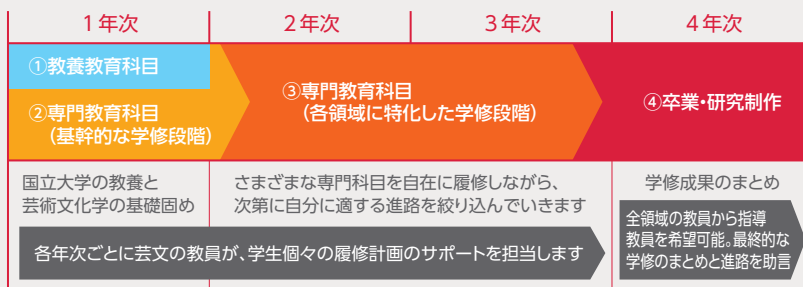 1年次
2年次
3年次
4年次
①教養教育科目
②専門教育科目
(基幹的な学修段階)
③専門教育科目
(各領域に特化した学修段階)
④卒業・研究制作
国立大学の教養と
芸術文化学の基礎固め
さまざまな専門科目を自在に履修しながら、
次第に自分に適する進路を絞り込んでいきます
学修成果のまとめ
各年次ごとに芸文の教員が、学生個々の履修計画のサポートを担当します
全領域の教員から指導
教員を希望可能。最終的な
学修のまとめと進路を助言